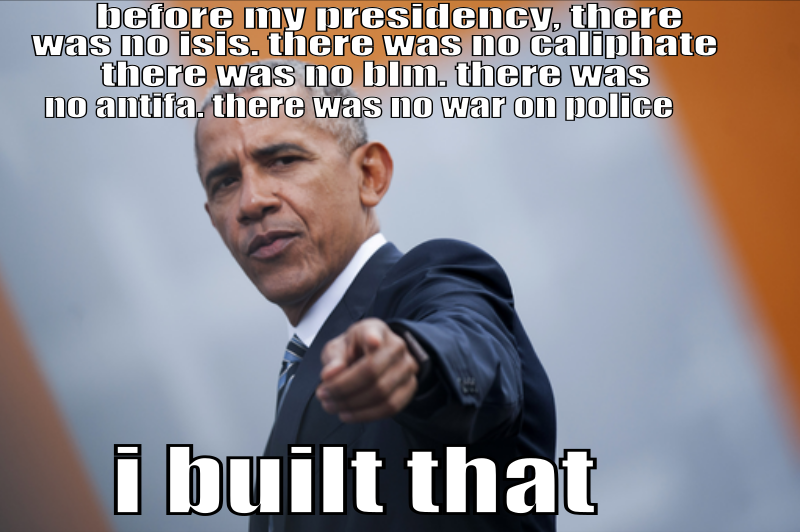 before my presidency, there
was no isis. there was no caliphate
there was no blm. there was
no antifa. there was no war on police
i built that